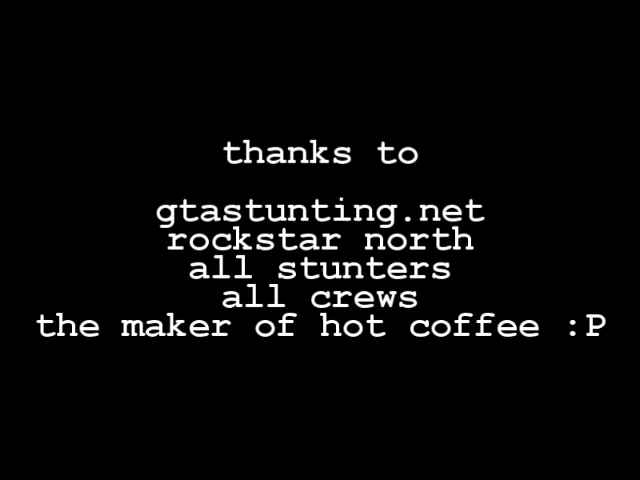 thanks to
gtastunting.net
rockstar north
all stunters
all crews
the maker of hot coffee :P